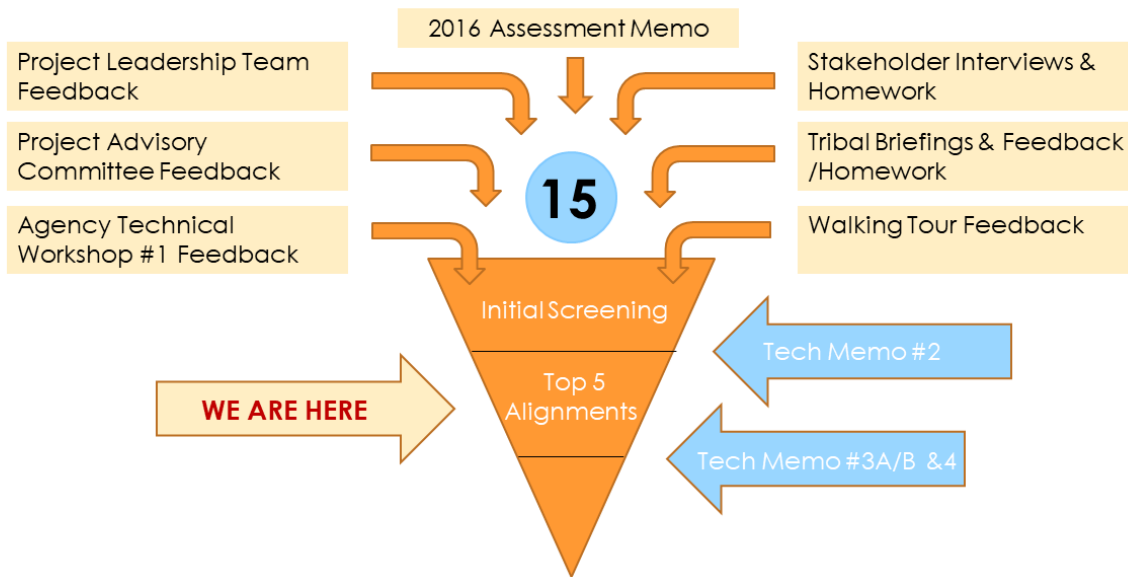 2016 Assessment Memo
Project Leadership Team
Feedback
Project Advisory
Committee Feedback
Agency Technical
Workshop #1 Feedback
Stakeholder Interviews &
Homework
Tribal Briefings & Feedback
/Homework
Walking Tour Feedback
15
Initial Screening
Tech Memo #2
Top 5
Alignments
WE ARE HERE
Tech Memo #3A/B &4